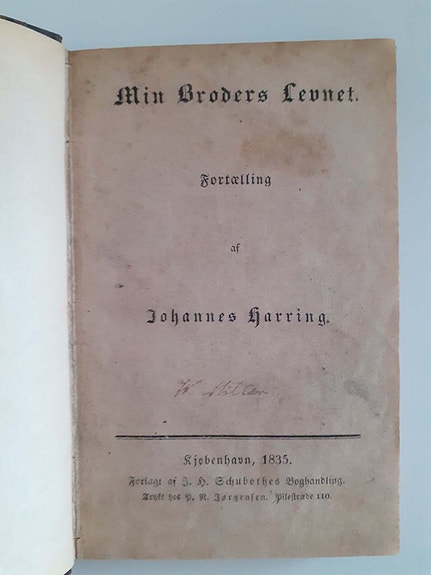 Min Broders Levnet.
Fortælling
af
Johannes Harring.
Kjøbenhavn, 1835.
Forlagt af J. H. Schubothes Boghandling.
Trykt hos P. N. Jørgensen. Pilestræde 110.